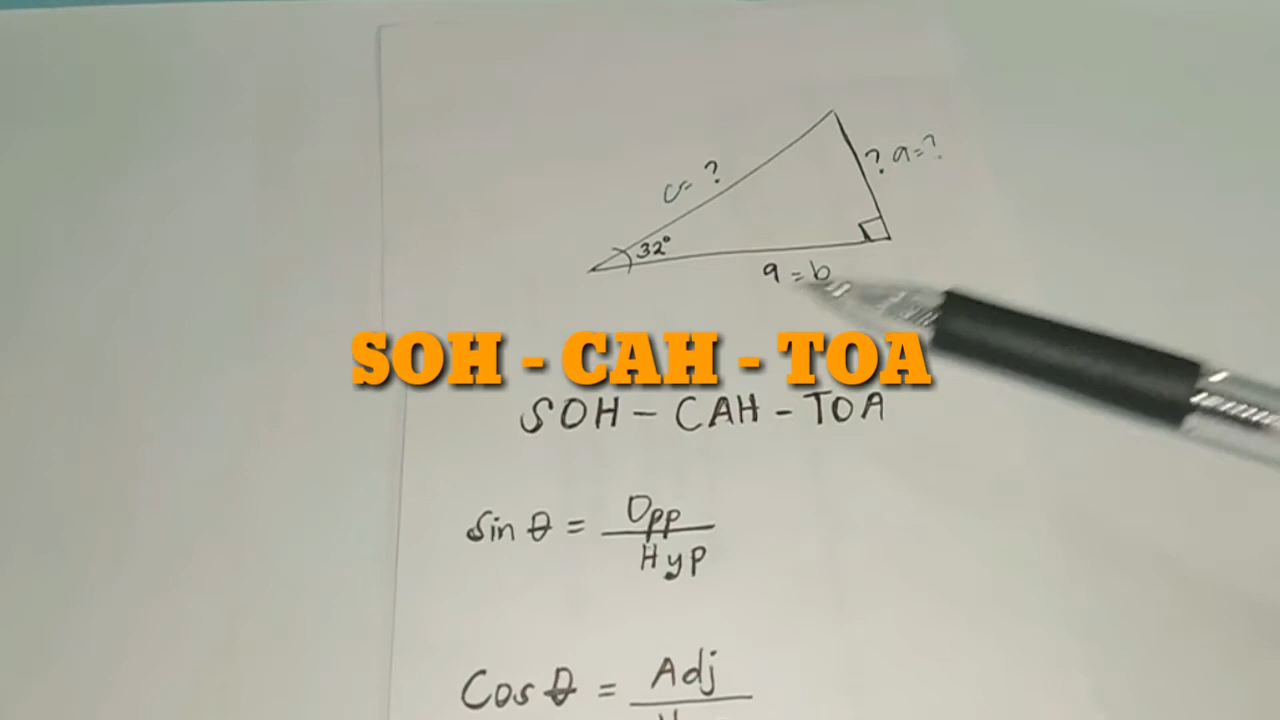 c = ?
? a = ?
32°
9 = b
SOH - CAH - TOA
SOH - CAH - TOA
Sin θ = Opp
Hyp
Cos θ = Adj